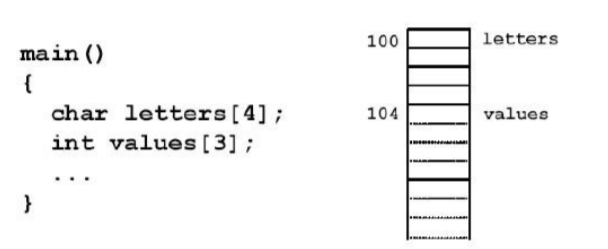 main()
{
char letters[4];
int values[3];
...
}
100 letters
104 values